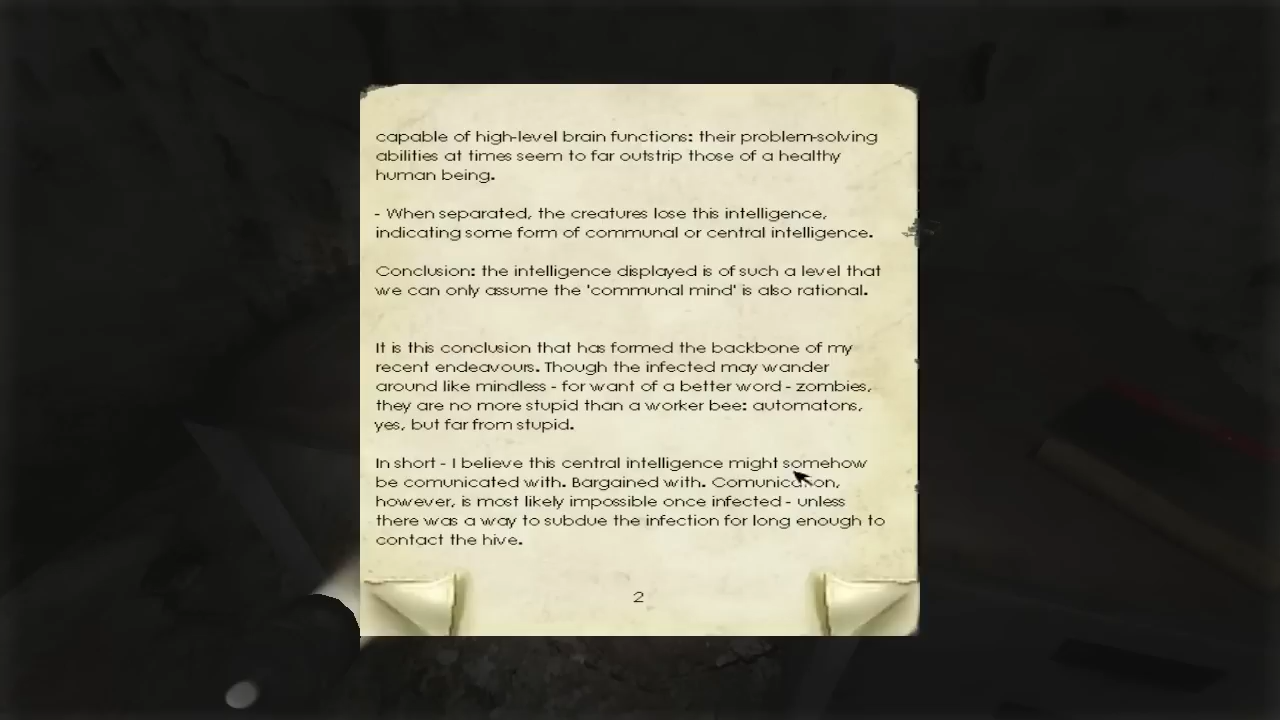 capable of high-level brain functions: their problem-solving
abilities at times seem to far outstrip those of a healthy
human being.
- When separated, the creatures lose this intelligence,
indicating some form of communal or central intelligence.
Conclusion: the intelligence displayed is of such a level that
we can only assume the 'communal mind' is also rational.
It is this conclusion that has formed the backbone of my
recent endeavours. Though the infected may wander
around like mindless - for want of a better word - zombies,
they are no more stupid than a worker bee: automatons,
yes, but far from stupid.
In short - I believe this central intelligence might somehow
be comunicated with. Bargained with. Comunication,
however, is most likely impossible once infected - unless
there was a way to subdue the infection for long enough to
contact the hive.
2